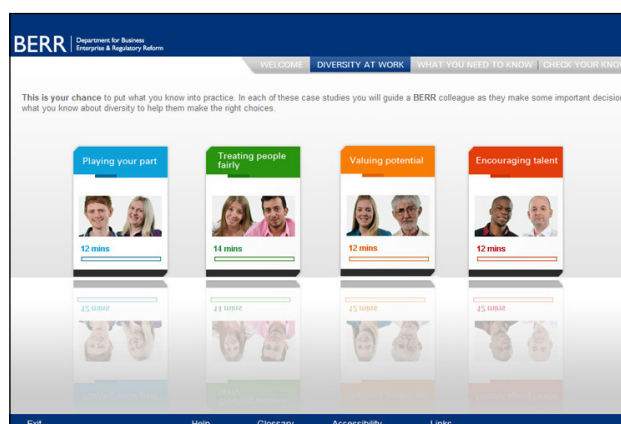 BERR Department for Business
Enterprise & Regulatory Reform
WELCOME DIVERSITY AT WORK WHAT YOU NEED TO KNOW CHECK YOUR KNO
This is your chance to put what you know into practice. In each of these case studies you will guide a BERR colleague as they make some important decisio
what you know about diversity to help them make the right choices.
Playing your part
12 mins
Treating people
fairly
14 mins
Valuing potential
12 mins
Encouraging talent
12 mins
Exit Help Glossary Accessibility Links